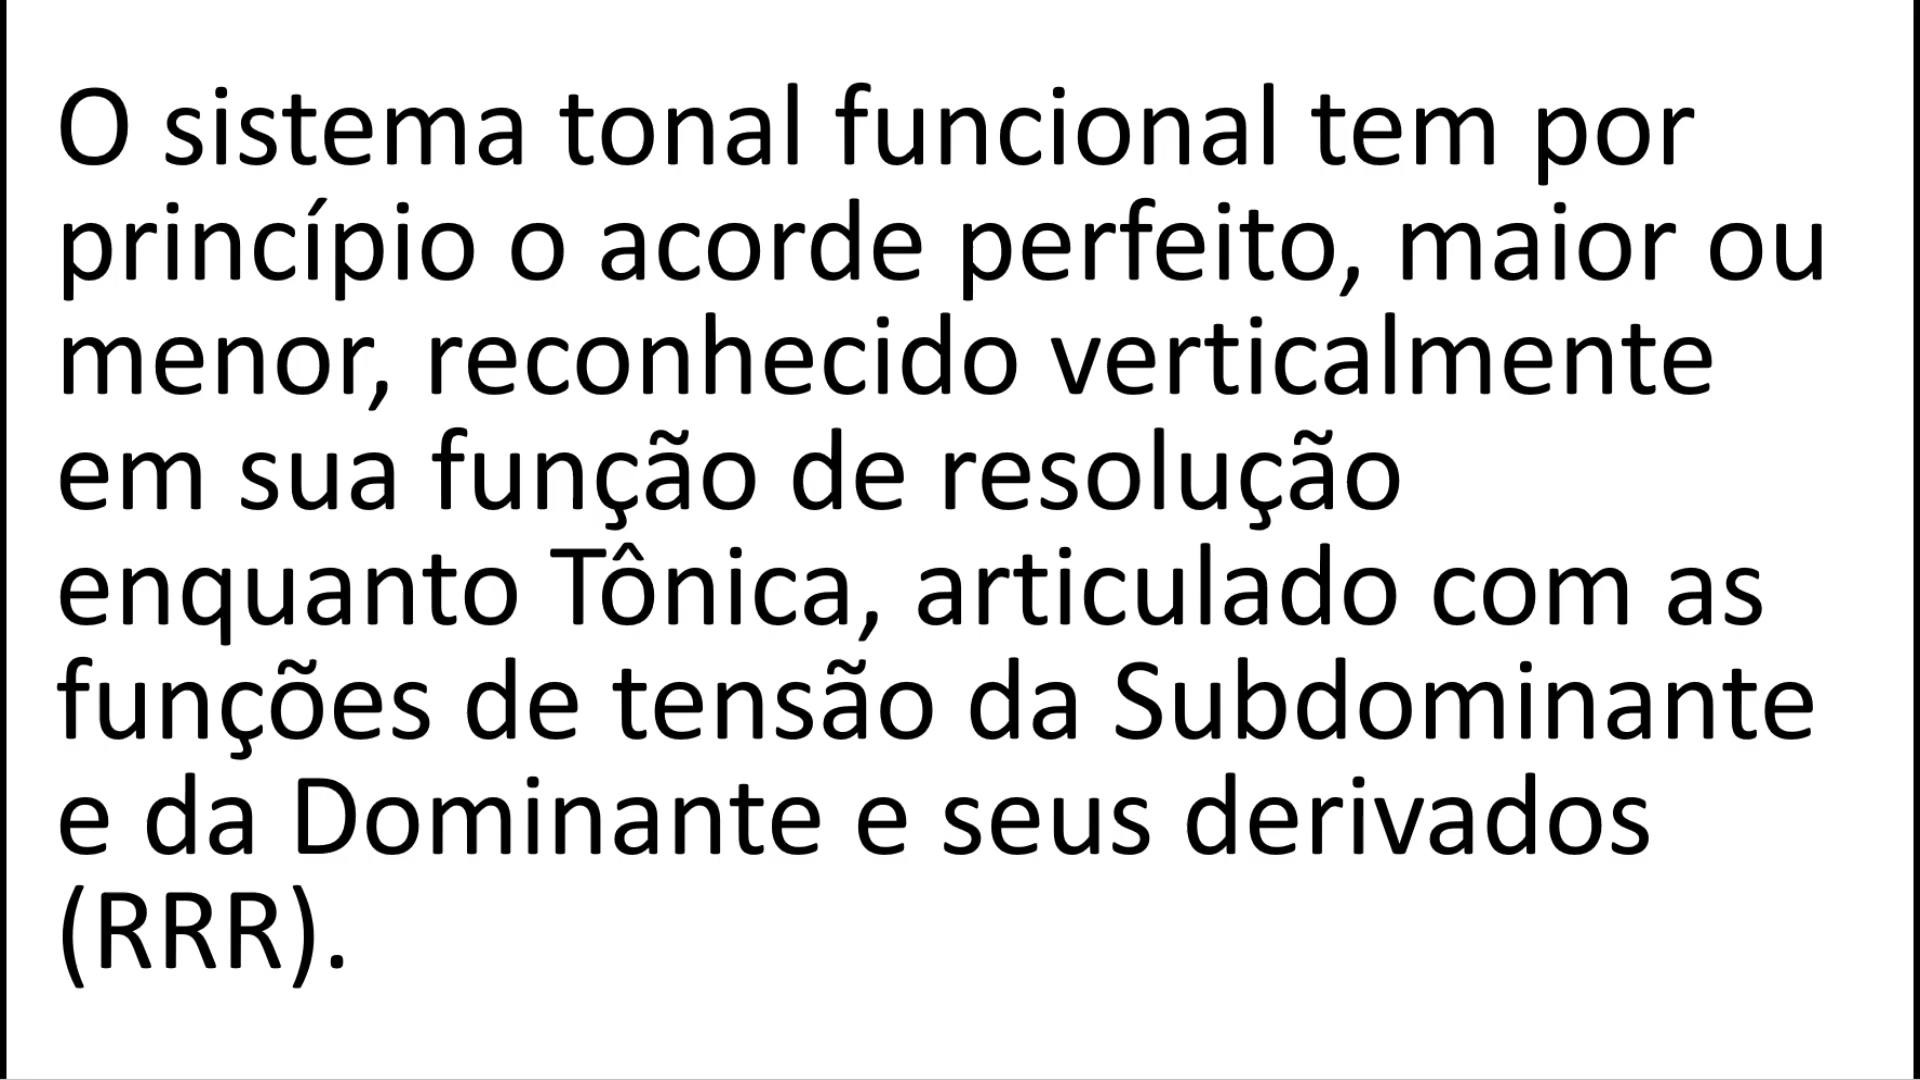 O sistema tonal funcional tem por
princípio o acorde perfeito, maior ou
menor, reconhecido verticalmente
em sua função de resolução
enquanto Tônica, articulado com as
funções de tensão da Subdominante
e da Dominante e seus derivados
(RRR).